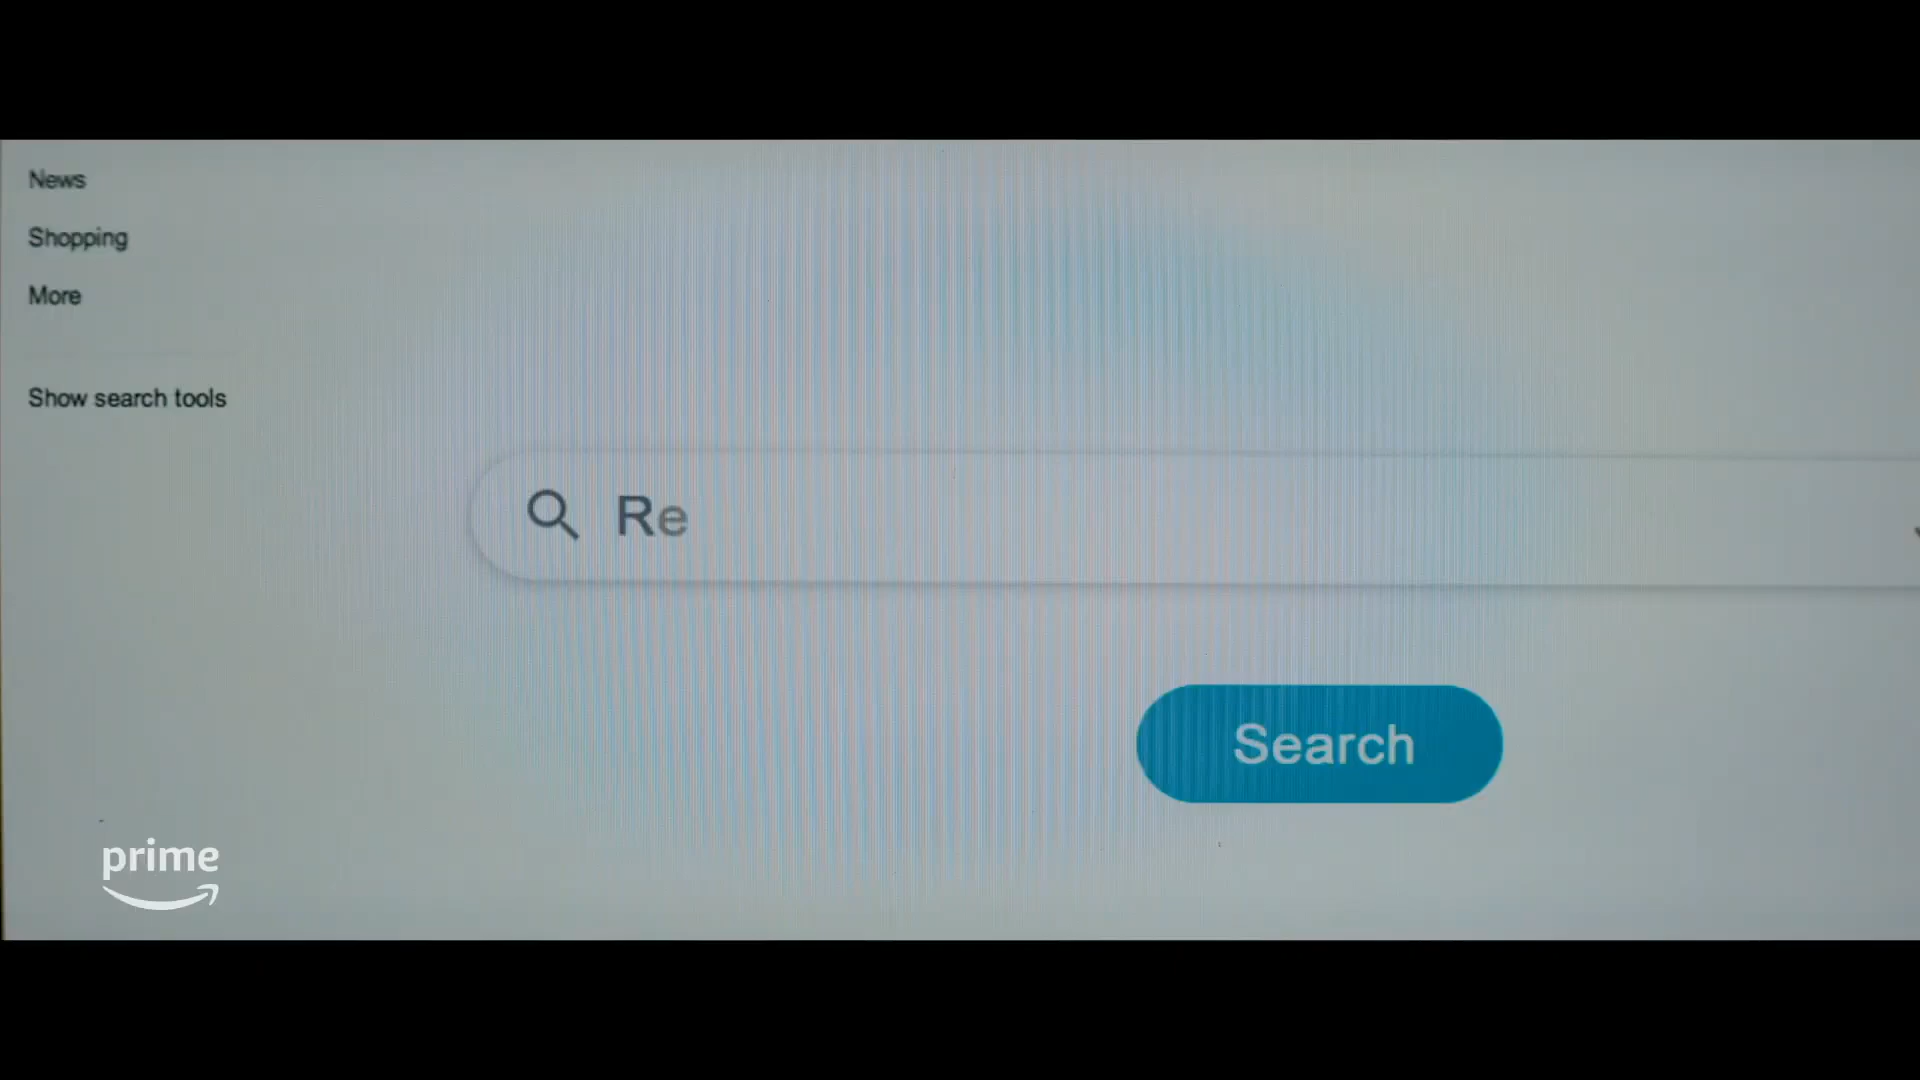 News
Shopping
More
Show search tools
Re
Search
prime